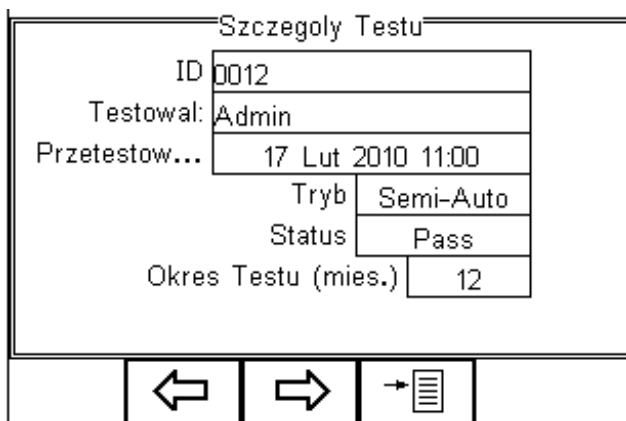 Szczegoly Testu
ID 0012
Testowal: Admin
Przetestow... 17 Lut 2010 11:00
Tryb Semi-Auto
Status Pass
Okres Testu (mies.) 12